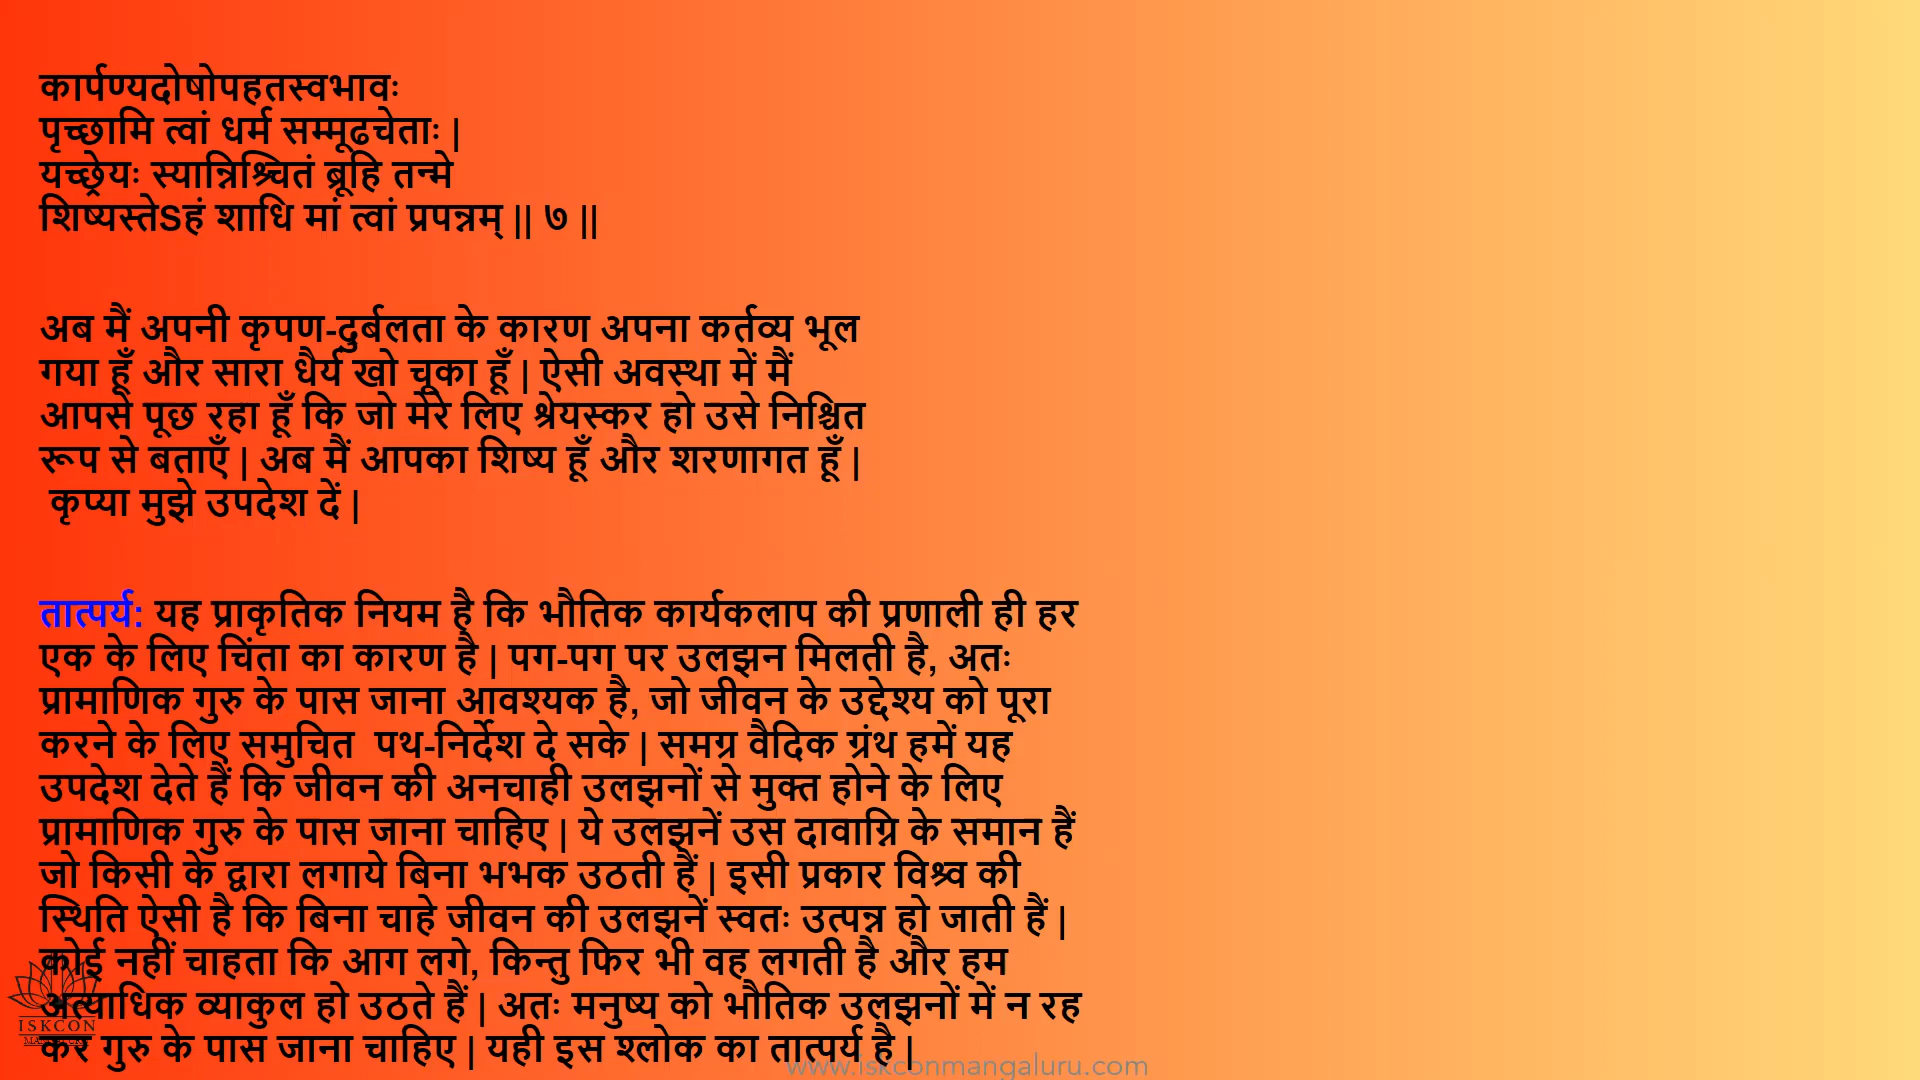 कार्पण्यदोषोपहतस्वभावः
पृच्छामि त्वां धर्म सम्मूढचेताः |
यच्छ्रेयः स्यान्निश्र्चितं ब्रूहि तन्मे
शिष्यस्तेSहं शाधि मां त्वां प्रपन्नम् || ७ ||
अब मैं अपनी कृपण-दुर्बलता के कारण अपना कर्तव्य भूल
गया हूँ और सारा धैर्य खो चूका हूँ | ऐसी अवस्था में मैं
आपसे पूछ रहा हूँ कि जो मेरे लिए श्रेयस्कर हो उसे निश्चित
रूप से बताएँ | अब मैं आपका शिष्य हूँ और शरणागत हूँ |
कृप्या मुझे उपदेश दें |
तात्पर्य: यह प्राकृतिक नियम है कि भौतिक कार्यकलाप की प्रणाली ही हर
एक के लिए चिंता का कारण है | पग-पग पर उलझन मिलती है, अतः
प्रामाणिक गुरु के पास जाना आवश्यक है, जो जीवन के उद्देश्य को पूरा
करने के लिए समुचित पथ-निर्देश दे सके | समग्र वैदिक ग्रंथ हमें यह
उपदेश देते हैं कि जीवन की अनचाही उलझनों से मुक्त होने के लिए
प्रामाणिक गुरु के पास जाना चाहिए | ये उलझनें उस दावाग्नि के समान हैं
जो किसी के द्वारा लगाये बिना भभक उठती हैं | इसी प्रकार विश्र्व की
स्थिति ऐसी है कि बिना चाहे जीवन की उलझनें स्वतः उत्पन्न हो जाती हैं |
कोई नहीं चाहता कि आग लगे, किन्तु फिर भी वह लगती है और हम
अत्याधिक व्याकुल हो उठते हैं | अतः मनुष्य को भौतिक उलझनों में न रह
ISKCON
MANGALURU
कर गुरु के पास जाना चाहिए | यही इस श्लोक का तात्पर्य है |
www.iskconmangaluru.com